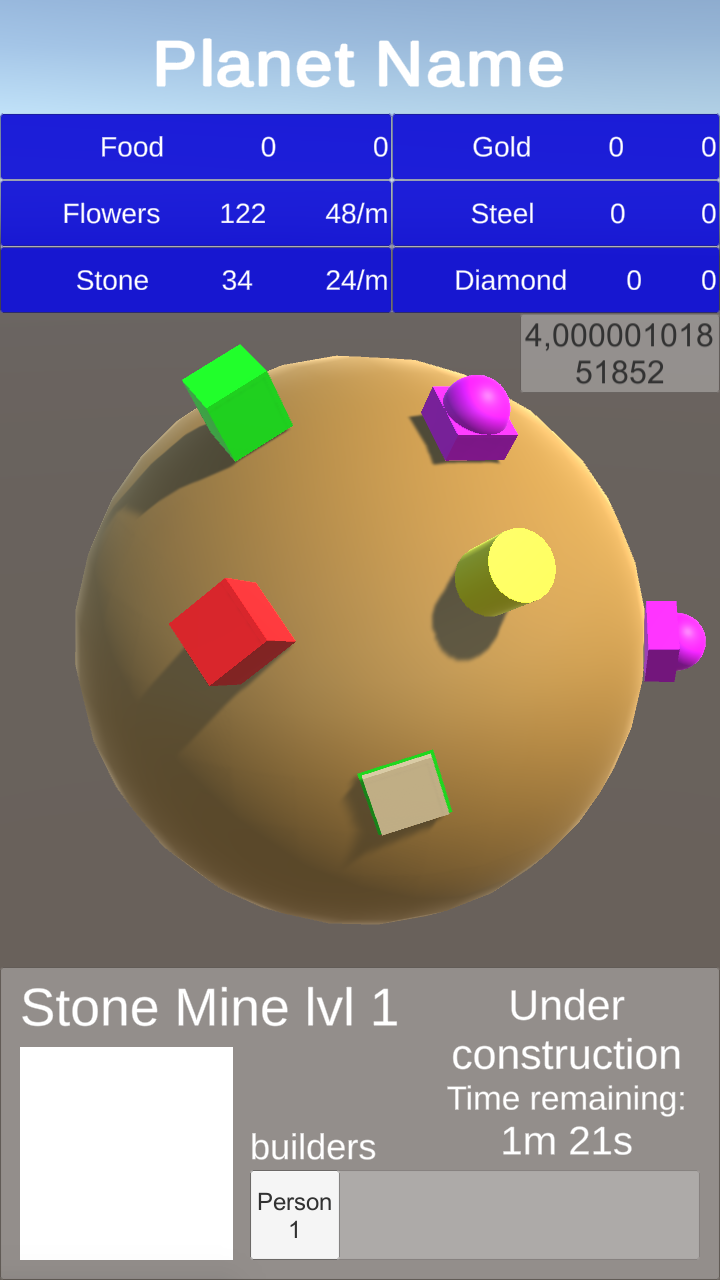 Planet Name
Food 0 0 Gold 0 0
Flowers 122 48/m Steel 0 0
Stone 34 24/m Diamond 0 0
4,000001018
51852
Stone Mine lvl 1
Under
construction
Time remaining:
1m 21s
builders
Person
1